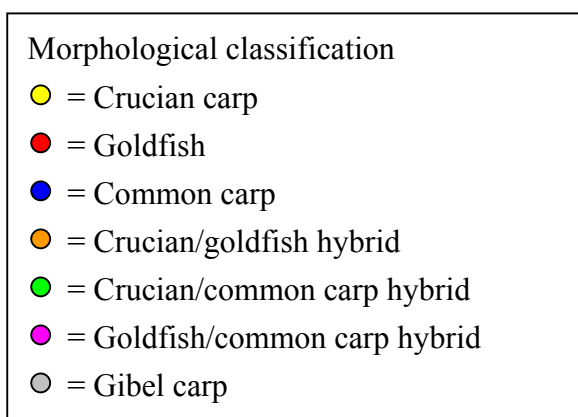 Morphological classification
= Crucian carp
= Goldfish
= Common carp
= Crucian/goldfish hybrid
= Crucian/common carp hybrid
= Goldfish/common carp hybrid
= Gibel carp